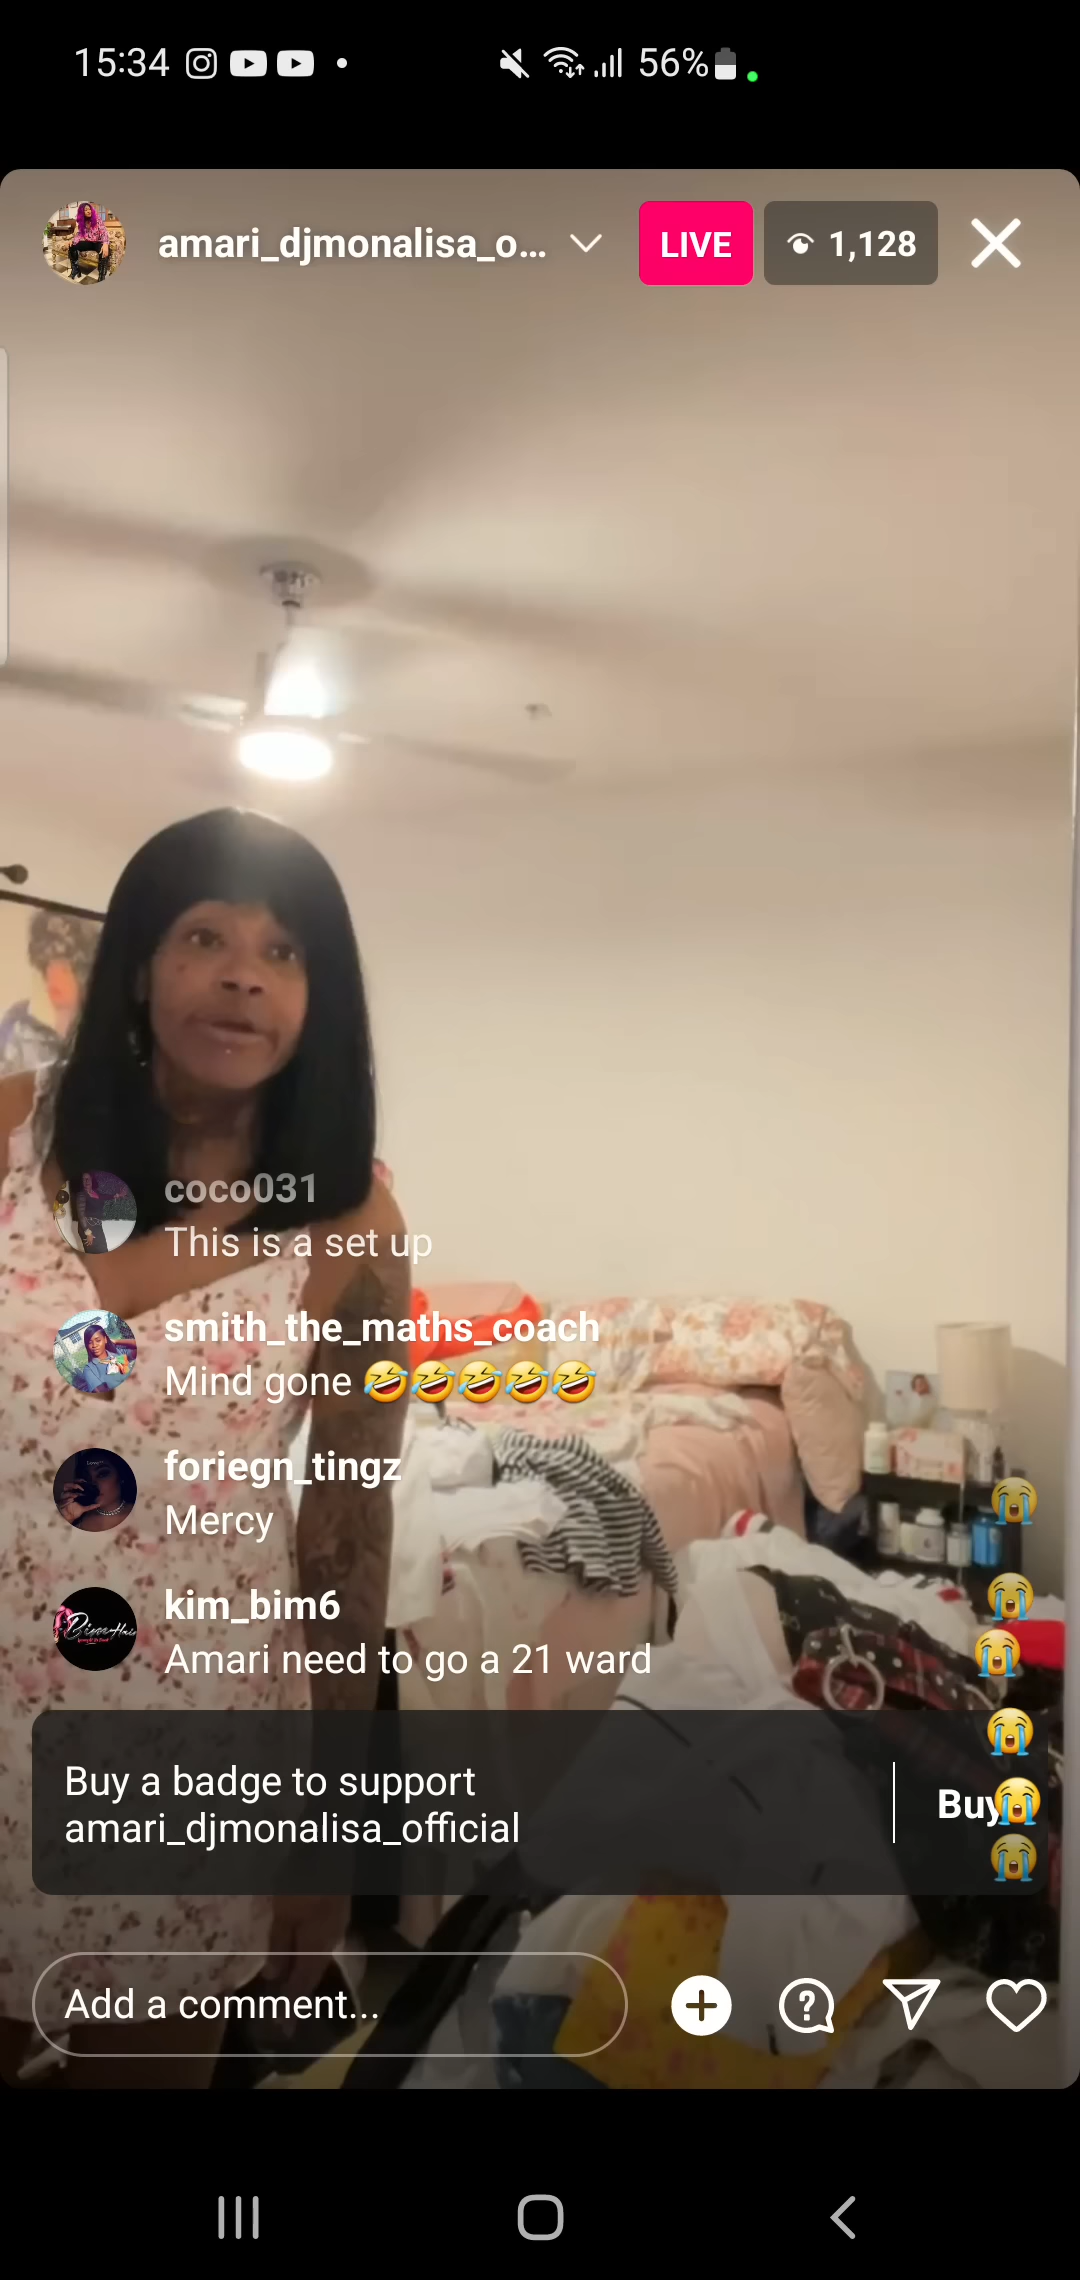 15:34
56%
amari_djmonalisa_o...
LIVE
1,128
coco031
This is a set up
smith_the_maths_coach
Mind gone 🤣🤣🤣🤣🤣
foriegn_tingz
Mercy
kim_bim6
Amari need to go a 21 ward
Buy a badge to support
amari_djmonalisa_official
Buy
Add a comment...